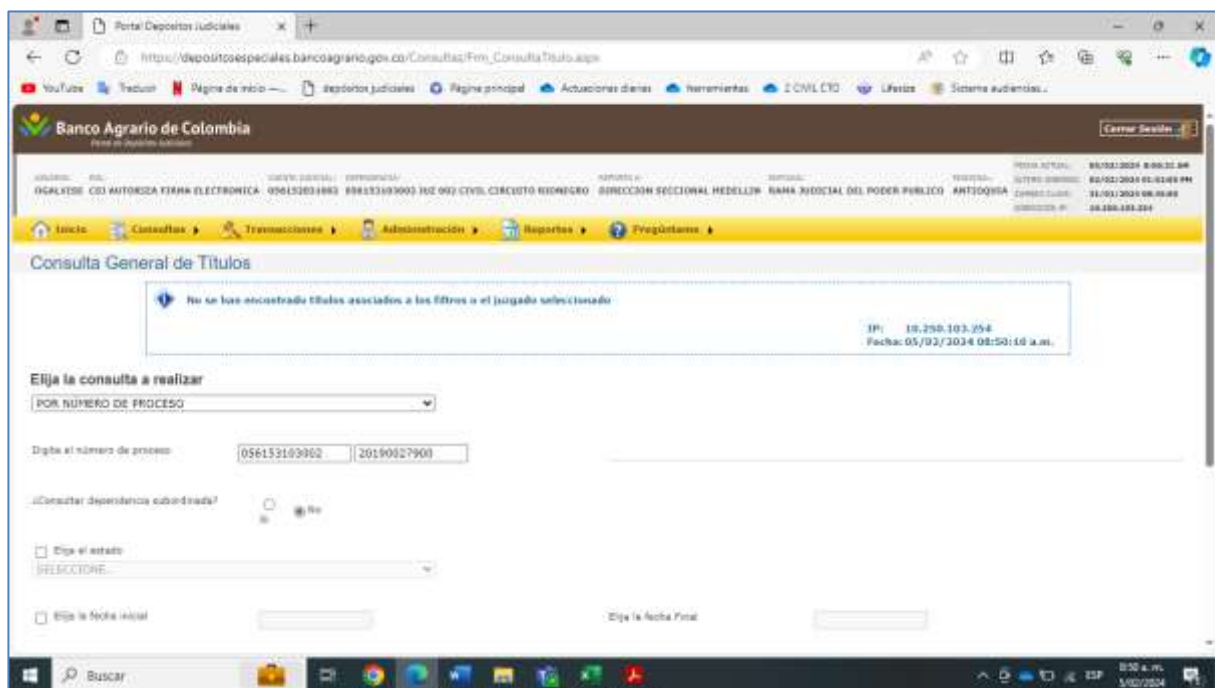 Portal Depositos Judiciales
https://depositosespeciales.bancoagrario.gov.co/Consultas/Frm_ConsultaTitulo.aspx
YouTube Traducir Página de inicio —... depósitos judiciales Página principal Actuaciones diarias herramientas 2 CIVIL CTO Lifesize Sistema audiencias...
Banco Agrario de Colombia
Cerrar Sesión
CSJ AUTORIZA FIRMA ELECTRONICA 056153103002 JUZ 002 CIVIL CIRCUITO RIONEGRO DIRECCION SECCIONAL MEDELLIN RAMA JUDICIAL DEL PODER PUBLICO ANTIOQUIA
Inicio Consultas Transacciones Administración Reportes Pregúntame
Consulta General de Títulos
No se han encontrado títulos asociados a los filtros o el juzgado seleccionado
IP: 10.250.103.254
Fecha: 05/02/2024 08:50:10 a.m.
Elija la consulta a realizar
POR NÚMERO DE PROCESO
Digite el número de proceso 056153103002 20190027900
¿Consultar dependencia subordinada? Si No
Elija el estado
SELECCIONE...
Elija la fecha inicial Elija la fecha Final
Buscar
ESP
8:50 a. m.
5/02/2024